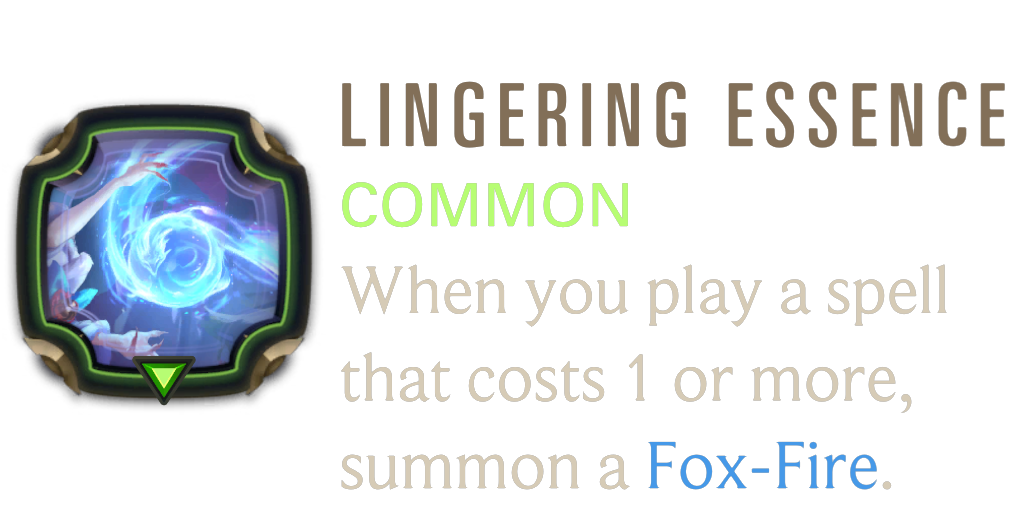 LINGERING ESSENCE
COMMON
When you play a spell
that costs 1 or more,
summon a Fox-Fire.